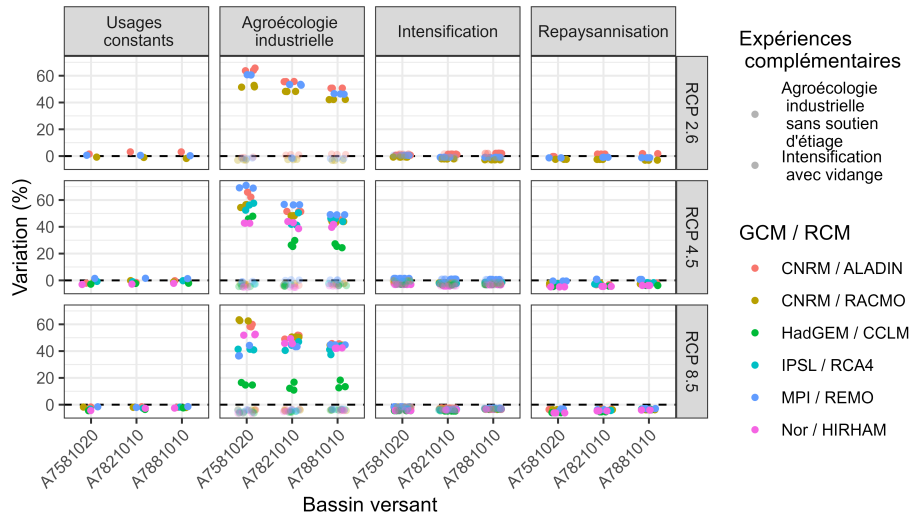 Usages
constants
Agroécologie
industrielle
Intensification
Repaysannisation
Variation (%)
60
40
20
0
RCP 2.6
60
40
20
0
RCP 4.5
60
40
20
0
RCP 8.5
A7581020
A7821010
A7881010
A7581020
A7821010
A7881010
A7581020
A7821010
A7881010
A7581020
A7821010
A7881010
Bassin versant
Expériences
complémentaires
Agroécologie
industrielle
sans soutien
d'étiage
Intensification
avec vidange
GCM / RCM
CNRM / ALADIN
CNRM / RACMO
HadGEM / CCLM
IPSL / RCA4
MPI / REMO
Nor / HIRHAM